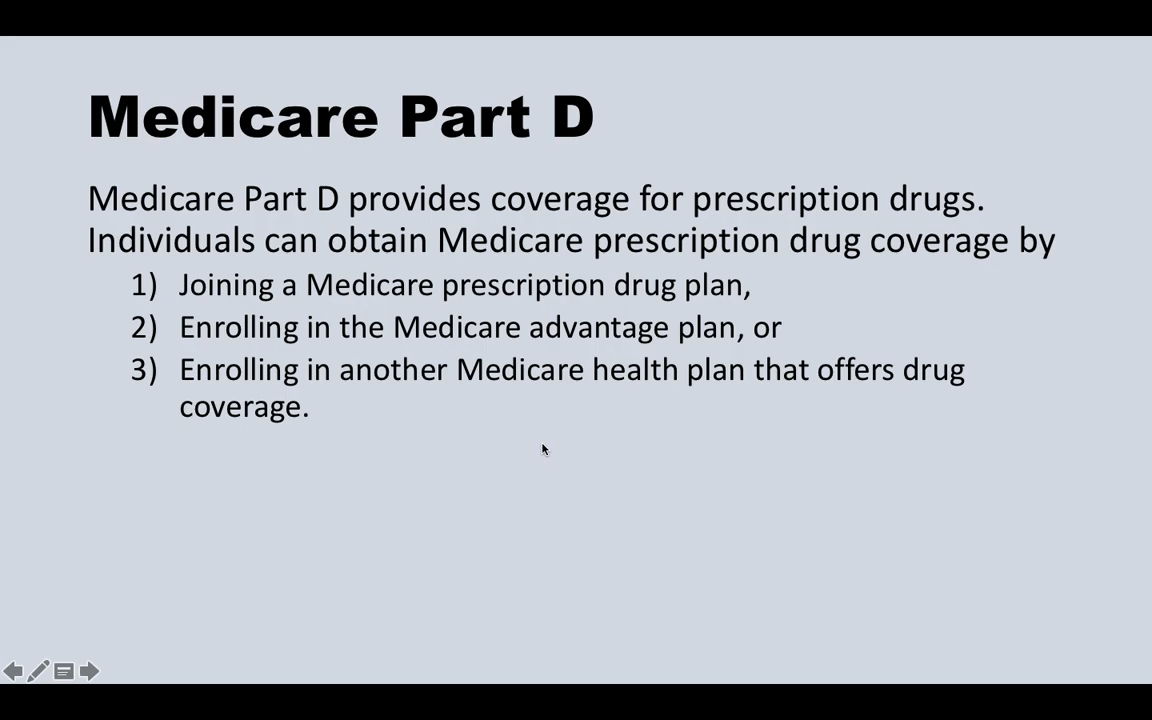 Medicare Part D
Medicare Part D provides coverage for prescription drugs.
Individuals can obtain Medicare prescription drug coverage by
1) Joining a Medicare prescription drug plan,
2) Enrolling in the Medicare advantage plan, or
3) Enrolling in another Medicare health plan that offers drug
coverage.